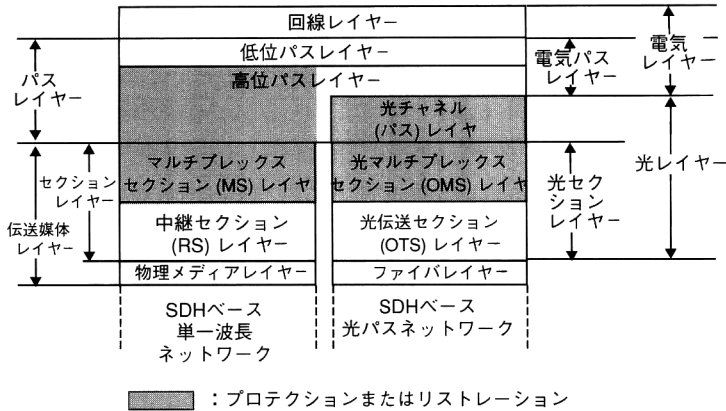 回線レイヤー
低位パスレイヤー
高位パスレイヤー
パス
レイヤー
電気パス
レイヤー
電気
レイヤー
光チャネル
(パス) レイヤ
マルチプレックス
セクション (MS) レイヤ
光マルチプレックス
セクション (OMS) レイヤ
セクション
レイヤー
伝送媒体
レイヤー
光セク
ション
レイヤー
光レイヤー
中継セクション
(RS) レイヤー
光伝送セクション
(OTS) レイヤー
物理メディアレイヤー
ファイバレイヤー
SDHベース
単一波長
ネットワーク
SDHベース
光パスネットワーク
:プロテクションまたはリストレーション